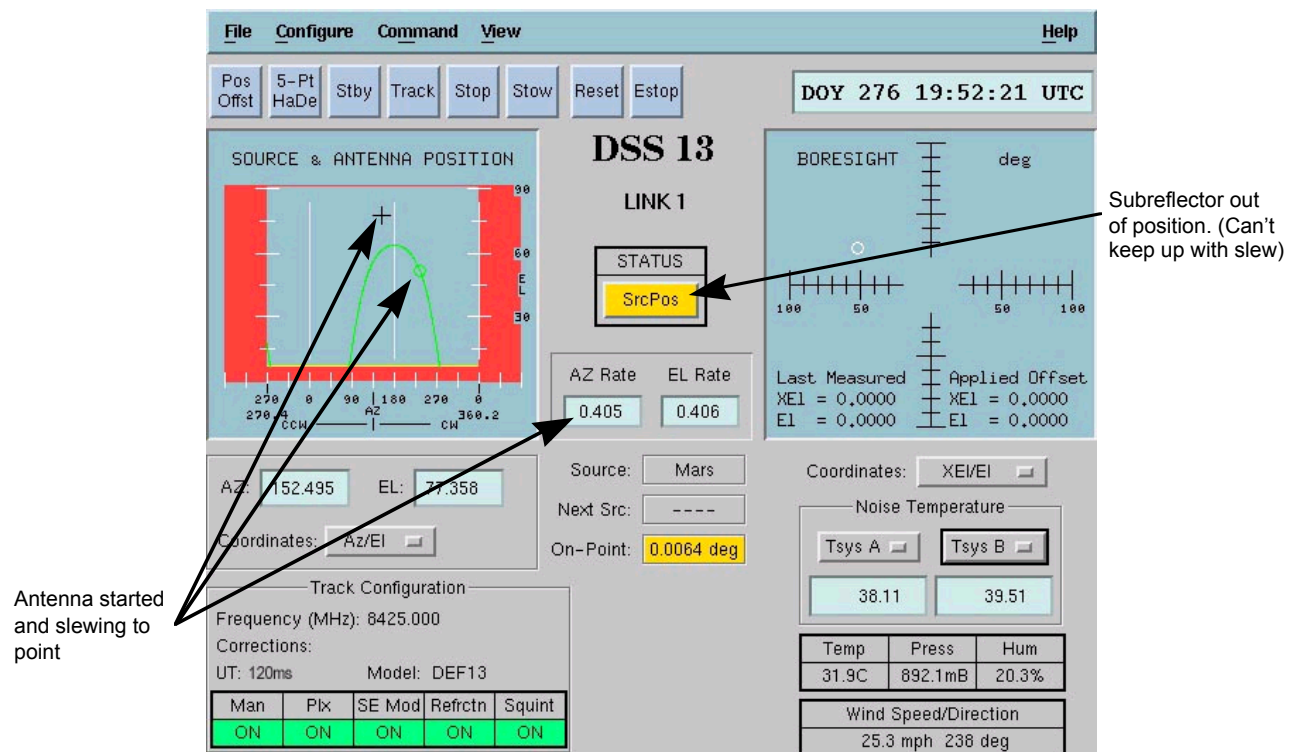 File Configure Command View Help
Pos Offst
5-Pt HaDe
Stby Track Stop Stow Reset Estop
DOY 276 19:52:21 UTC
SOURCE & ANTENNA POSITION
90
60
EL
30
270 0 90 180 270 0
270.4 AZ 360.2
CCW CW
DSS 13
LINK 1
STATUS
SrcPos
BORESIGHT deg
100 50 50 100
Last Measured Applied Offset
XEl = 0.0000 XEl = 0.0000
El = 0.0000 El = 0.0000
Subreflector out
of position. (Can't
keep up with slew)
AZ Rate EL Rate
0.405 0.406
AZ: 152.495 EL: 77.358
Coordinates: Az/El
Source: Mars
Next Src: ----
On-Point: 0.0064 deg
Coordinates: XEl/El
Noise Temperature
Tsys A Tsys B
38.11 39.51
Antenna started
and slewing to
point
Track Configuration
Frequency (MHz): 8425.000
Corrections:
UT: 120ms Model: DEF13
Man Plx SE Mod Refrctn Squint
ON ON ON ON ON
Temp Press Hum
31.9C 892.1mB 20.3%
Wind Speed/Direction
25.3 mph 238 deg